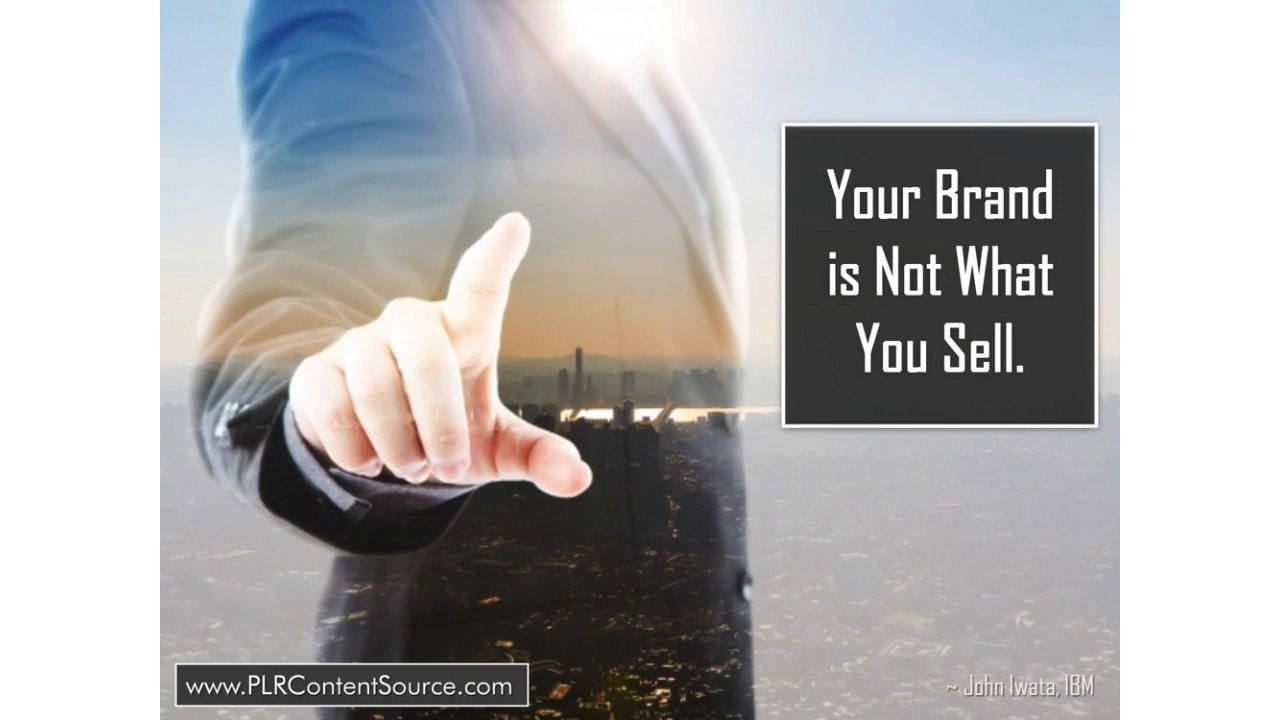 Your Brand
is Not What
You Sell.
www.PLRContentSource.com
~ John Iwata, IBM